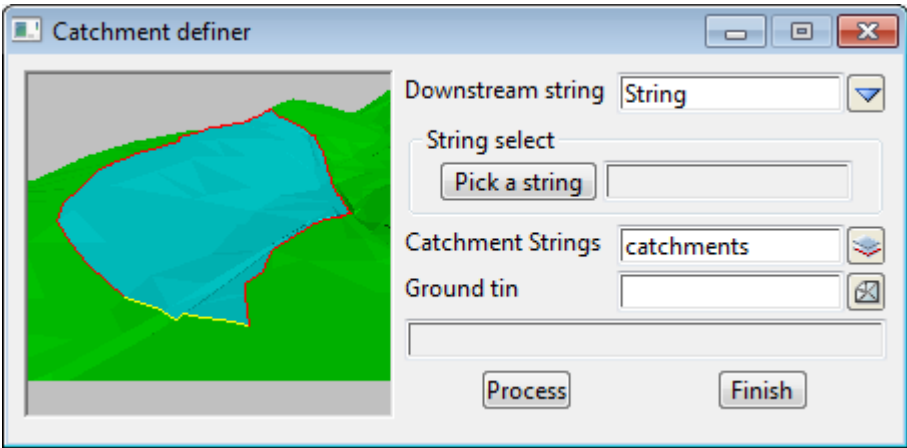 Catchment definer
Downstream string String
String select
Pick a string
Catchment Strings catchments
Ground tin
Process Finish